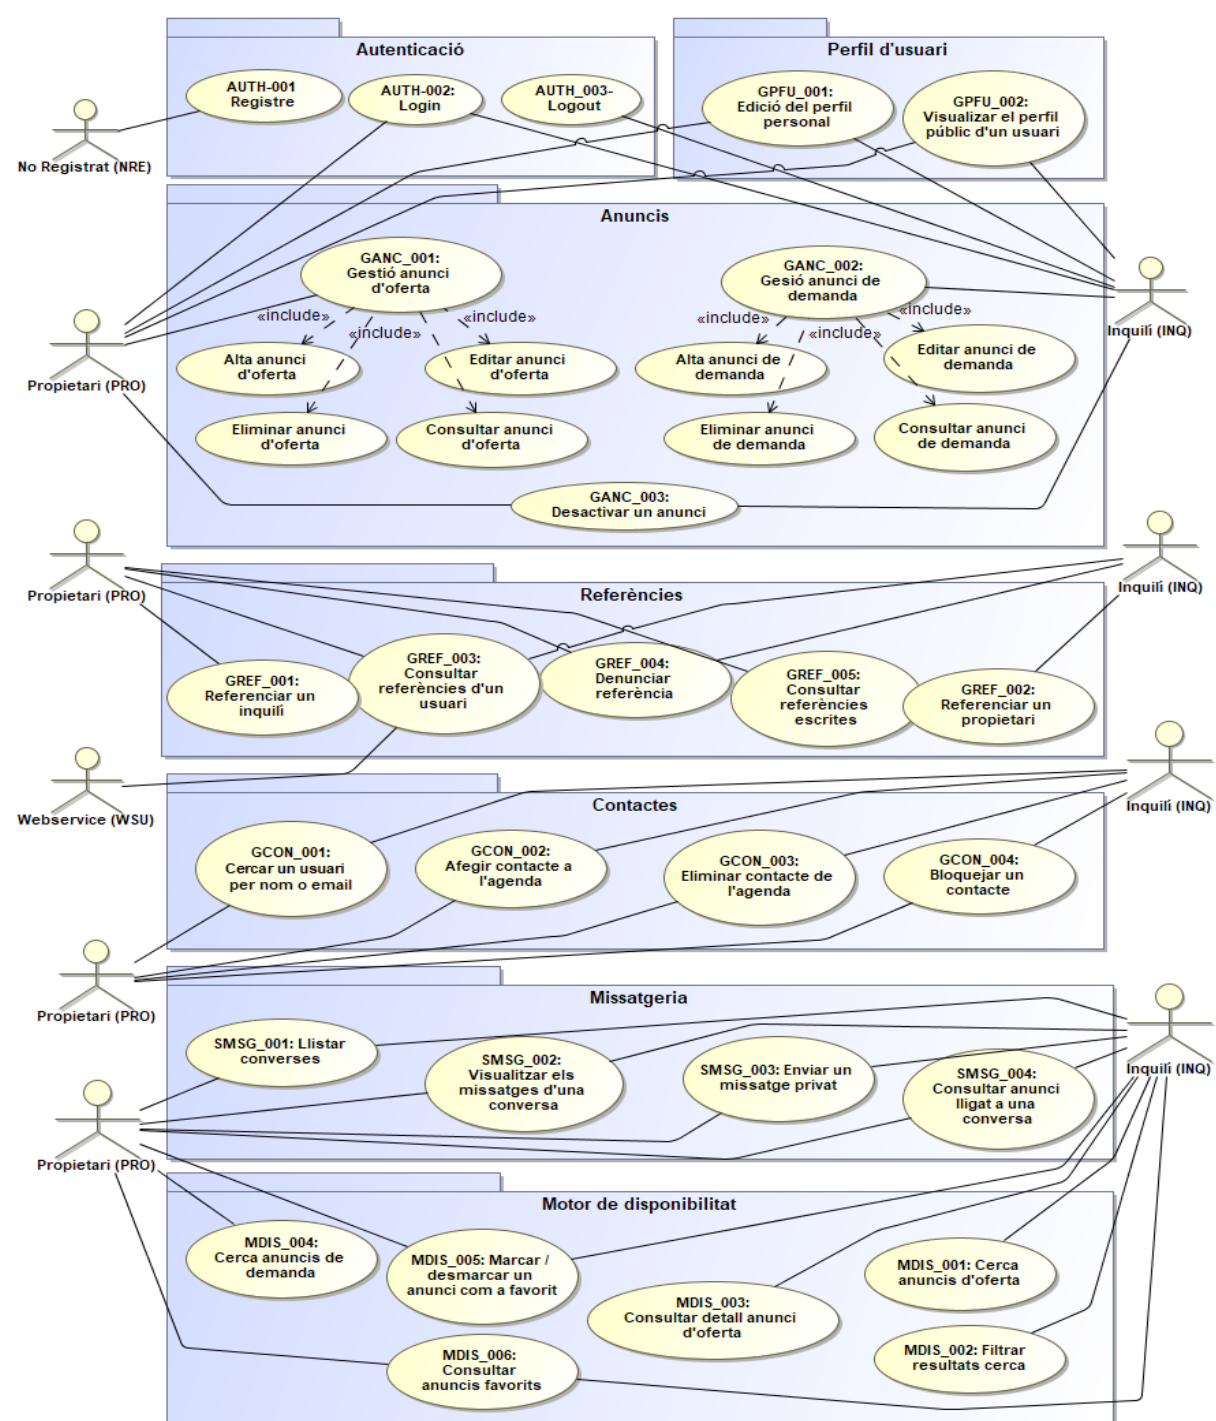 Autenticació
AUTH-001
Registre
AUTH-002:
Login
AUTH_003-
Logout
Perfil d'usuari
GPFU_001:
Edició del perfil
personal
GPFU_002:
Visualizar el perfil
públic d'un usuari
No Registrat (NRE)
Anuncis
GANC_001:
Gestió anunci
d'oferta
GANC_002:
Gesió anunci de
demanda
«include»
«include»
«include»
«include»
«include»
«include»
Alta anunci
d'oferta
Editar anunci
d'oferta
Alta anunci de
demanda
Editar anunci de
demanda
Eliminar anunci
d'oferta
Consultar anunci
d'oferta
Eliminar anunci
de demanda
Consultar anunci
de demanda
GANC_003:
Desactivar un anunci
Propietari (PRO)
Inquilí (INQ)
Propietari (PRO)
Inquilí (INQ)
Referències
GREF_001:
Referenciar un
inquilí
GREF_003:
Consultar
referències d'un
usuari
GREF_004:
Denunciar
referència
GREF_005:
Consultar
referències
escrites
GREF_002:
Referenciar un
propietari
Webservice (WSU)
Inquilí (INQ)
Contactes
GCON_001:
Cercar un usuari
per nom o email
GCON_002:
Afegir contacte a
l'agenda
GCON_003:
Eliminar contacte de
l'agenda
GCON_004:
Bloquejar un
contacte
Propietari (PRO)
Missatgeria
SMSG_001: Llistar
converses
SMSG_002:
Visualitzar els
missatges d'una
conversa
SMSG_003: Enviar un
missatge privat
SMSG_004:
Consultar anunci
lligat a una
conversa
Inquilí (INQ)
Propietari (PRO)
Motor de disponibilitat
MDIS_004:
Cerca anuncis de
demanda
MDIS_005: Marcar /
desmarcar un
anunci com a favorit
MDIS_003:
Consultar detall anunci
d'oferta
MDIS_001: Cerca
anuncis d'oferta
MDIS_006:
Consultar
anuncis favorits
MDIS_002: Filtrar
resultats cerca